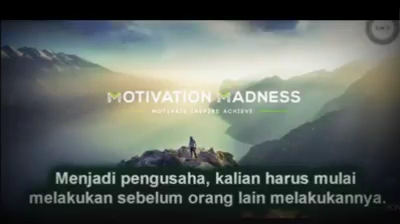 MOTIVATION MADNESS
MOTIVATE INSPIRE ACHIEVE
Menjadi pengusaha, kalian harus mulai
melakukan sebelum orang lain melakukannya.